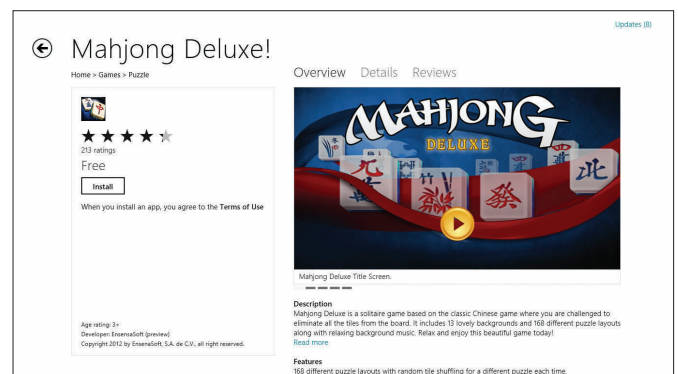 Updates (8)
Mahjong Deluxe!
Home > Games > Puzzle
213 ratings
Free
Install
When you install an app, you agree to the Terms of Use
Age rating: 3+
Developer: EnsensaSoft (preview)
Copyright 2012 by EnsenaSoft, S.A. de C.V., all right reserved.
Overview Details Reviews
MAHJONG
DELUXE
北
九
萬
發
Mahjong Deluxe Title Screen.
Description
Mahjong Deluxe is a solitaire game based on the classic Chinese game where you are challenged to
eliminate all the tiles from the board. It includes 13 lovely backgrounds and 168 different puzzle layouts
along with relaxing background music. Relax and enjoy this beautiful game today!
Read more
Features
168 different puzzle layouts with random tile shuffling for a different puzzle each time.